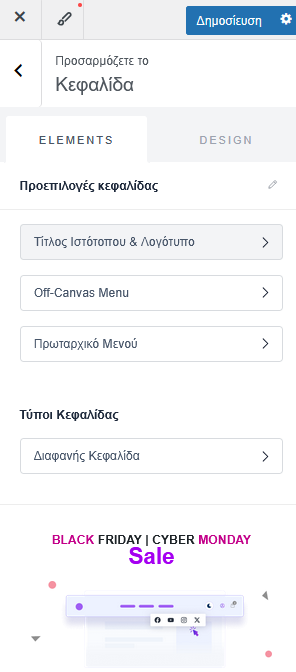 Δημοσίευση
Προσαρμόζετε το
Κεφαλίδα
ELEMENTS
DESIGN
Προεπιλογές κεφαλίδας
Τίτλος Ιστότοπου & Λογότυπο
Off-Canvas Menu
Πρωταρχικό Μενού
Τύποι Κεφαλίδας
Διαφανής Κεφαλίδα
BLACK FRIDAY | CYBER MONDAY
Sale